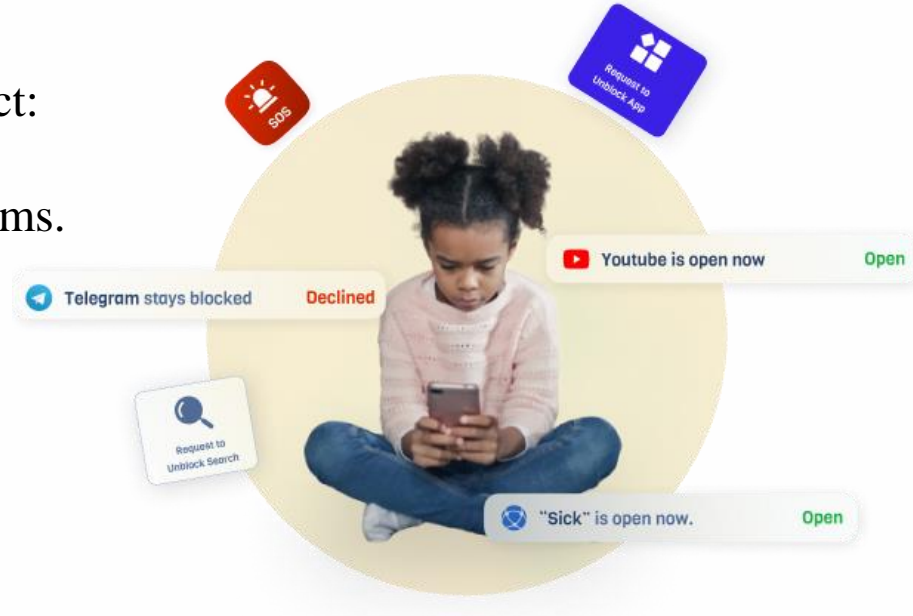 ct:
ms.
SOS
Request to
Unblock App
Youtube is open now Open
Telegram stays blocked Declined
Request to
Unblock Search
"Sick" is open now. Open